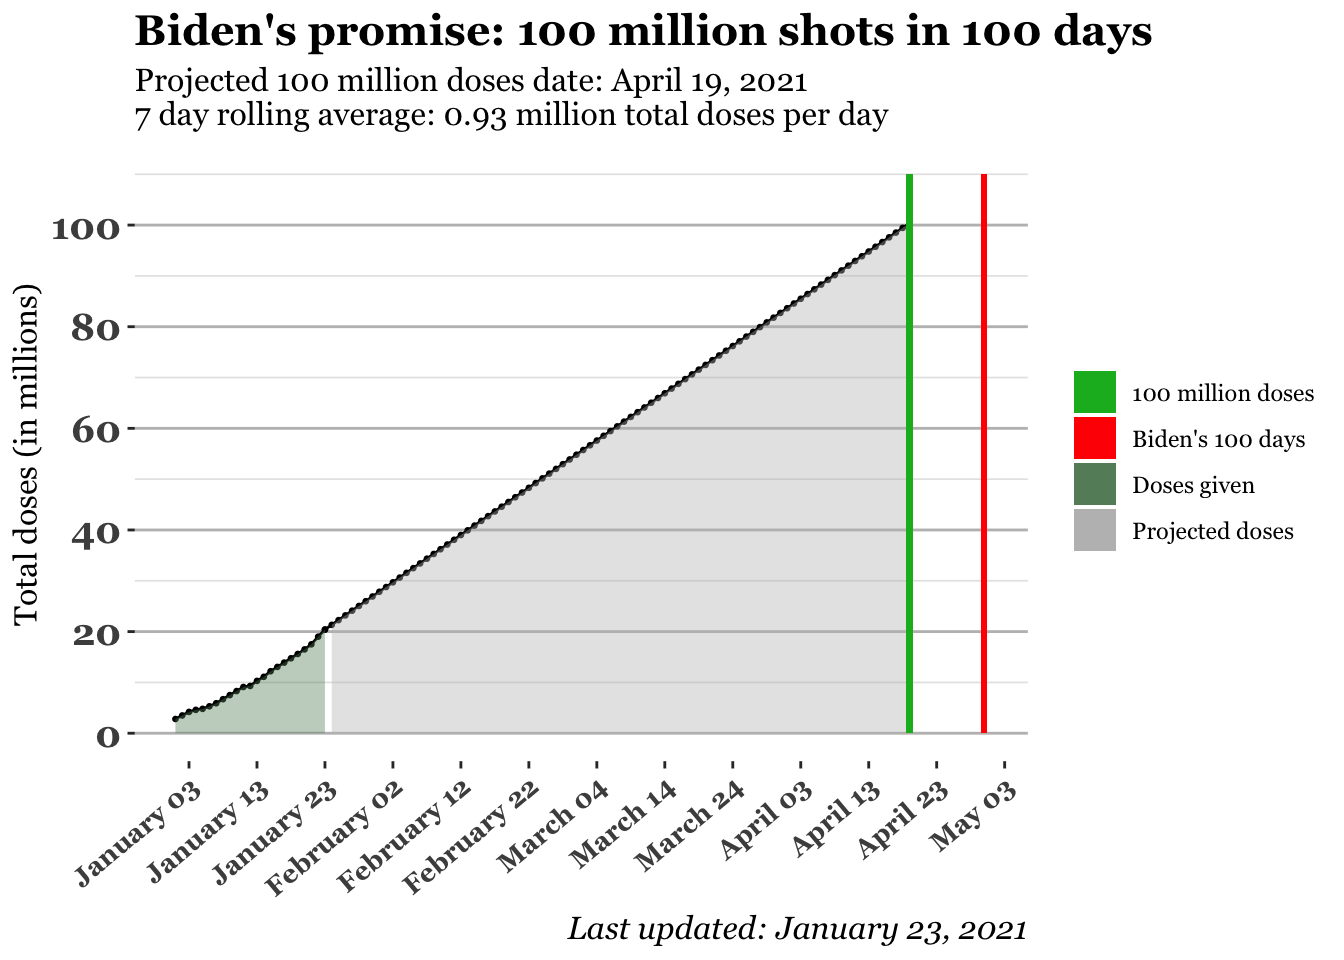 Biden's promise: 100 million shots in 100 days
Projected 100 million doses date: April 19, 2021
7 day rolling average: 0.93 million total doses per day
Total doses (in millions)
100
80
60
40
20
0
January 03
January 13
January 23
February 02
February 12
February 22
March 04
March 14
March 24
April 03
April 13
April 23
May 03
100 million doses
Biden's 100 days
Doses given
Projected doses
Last updated: January 23, 2021